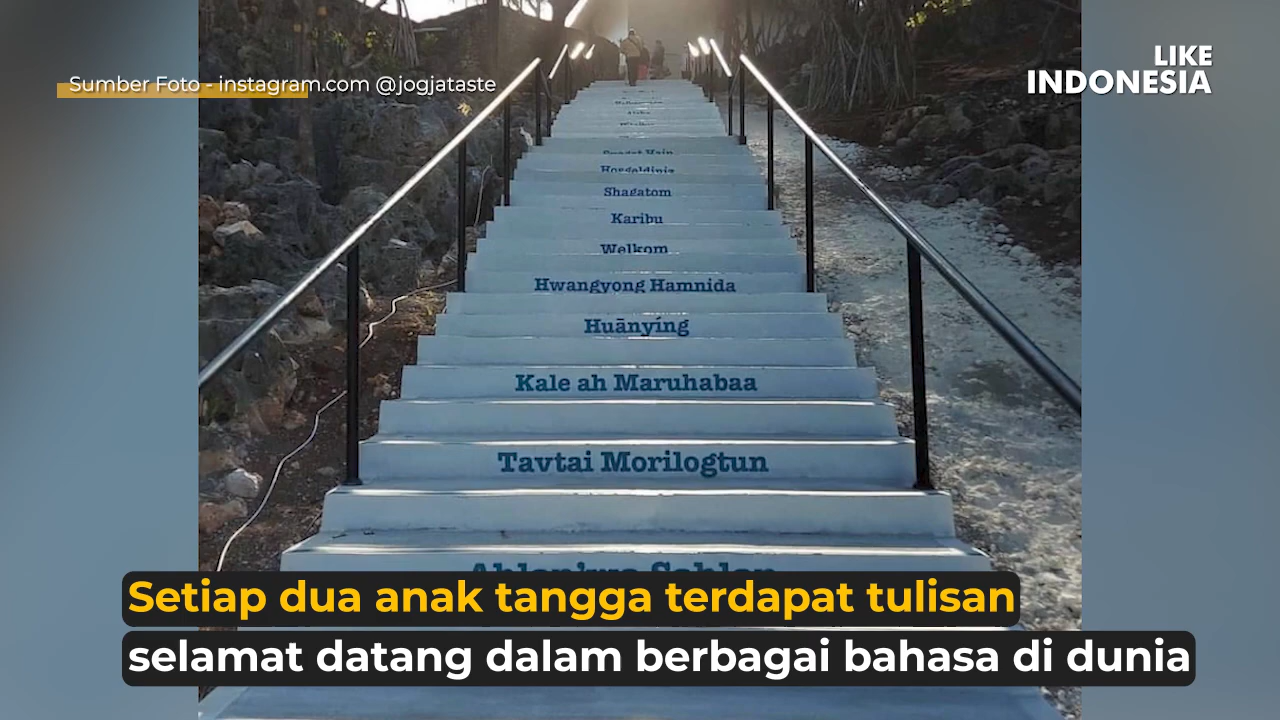 LIKE
INDONESIA
Sumber Foto - instagram.com @jogjataste
Shagatom
Karibu
Welkom
Hwangyong Hamnida
Huānyíng
Kale ah Maruhabaa
Tavtai Morilogtun
Setiap dua anak tangga terdapat tulisan
selamat datang dalam berbagai bahasa di dunia